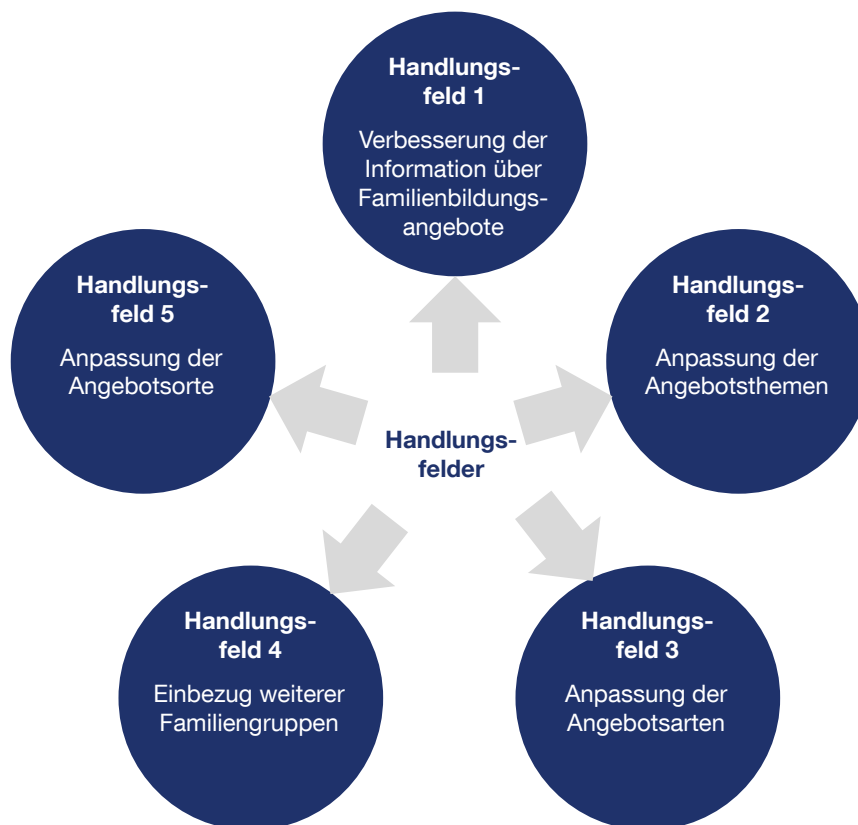 Handlungs-
feld 1
Verbesserung der
Information über
Familienbildungs-
angebote
Handlungs-
feld 5
Anpassung der
Angebotsorte
Handlungs-
feld 2
Anpassung der
Angebotsthemen
Handlungs-
felder
Handlungs-
feld 4
Einbezug weiterer
Familiengruppen
Handlungs-
feld 3
Anpassung der
Angebotsarten